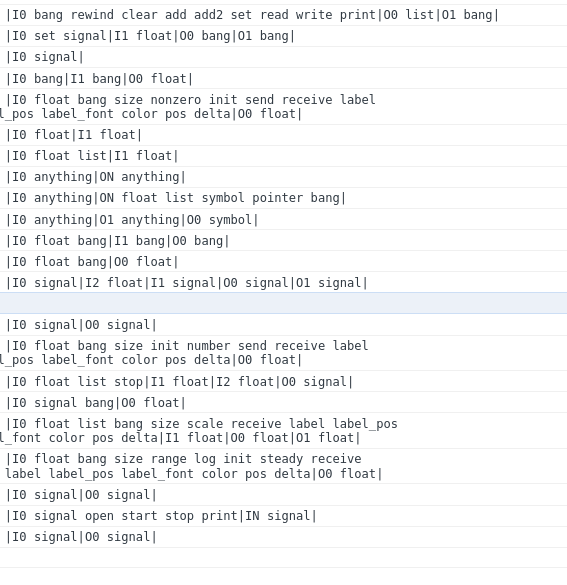 |I0 bang rewind clear add add2 set read write print|O0 list|O1 bang|
|I0 set signal|I1 float|O0 bang|O1 bang|
|I0 signal|
|I0 bang|I1 bang|O0 float|
|I0 float bang size nonzero init send receive label
l_pos label_font color pos delta|O0 float|
|I0 float|I1 float|
|I0 float list|I1 float|
|I0 anything|ON anything|
|I0 anything|ON float list symbol pointer bang|
|I0 anything|O1 anything|O0 symbol|
|I0 float bang|I1 bang|O0 bang|
|I0 float bang|O0 float|
|I0 signal|I2 float|I1 signal|O0 signal|O1 signal|
|I0 signal|O0 signal|
|I0 float bang size init number send receive label
l_pos label_font color pos delta|O0 float|
|I0 float list stop|I1 float|I2 float|O0 signal|
|I0 signal bang|O0 float|
|I0 float list bang size scale receive label label_pos
l_font color pos delta|I1 float|O0 float|O1 float|
|I0 float bang size range log init steady receive
label label_pos label_font color pos delta|O0 float|
|I0 signal|O0 signal|
|I0 signal open start stop print|IN signal|
|I0 signal|O0 signal|